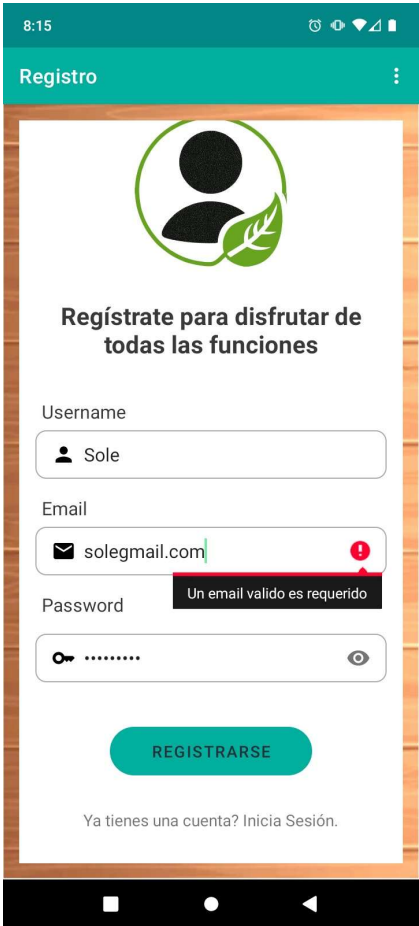 8:15
Registro
Regístrate para disfrutar de
todas las funciones
Username
Sole
Email
solegmail.com
Un email valido es requerido
Password
•••••••••
REGISTRARSE
Ya tienes una cuenta? Inicia Sesión.